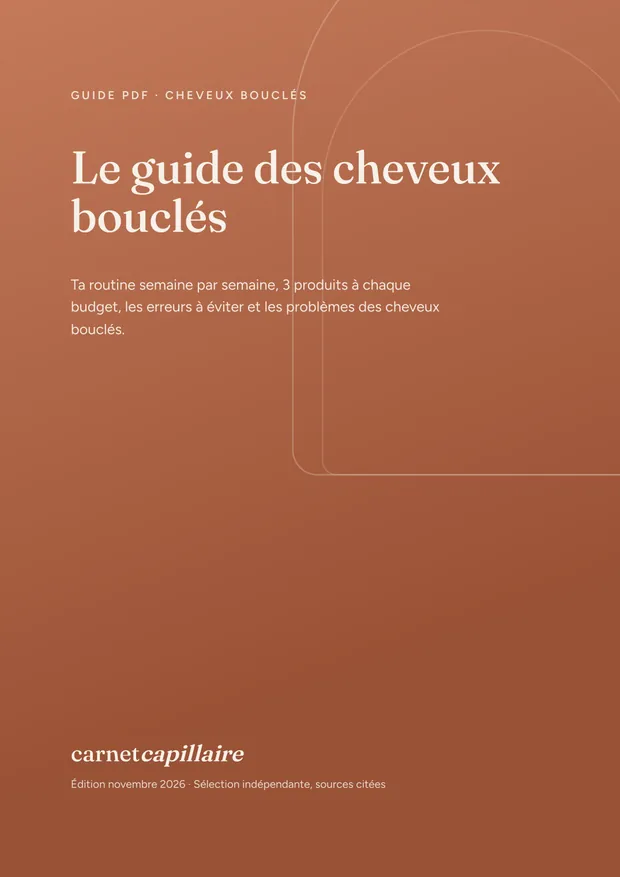 GUIDE PDF · CHEVEUX BOUCLÉS
Le guide des cheveux
bouclés
Ta routine semaine par semaine, 3 produits à chaque
budget, les erreurs à éviter et les problèmes des cheveux
bouclés.
carnetcapillaire
Édition novembre 2026 · Sélection indépendante, sources citées